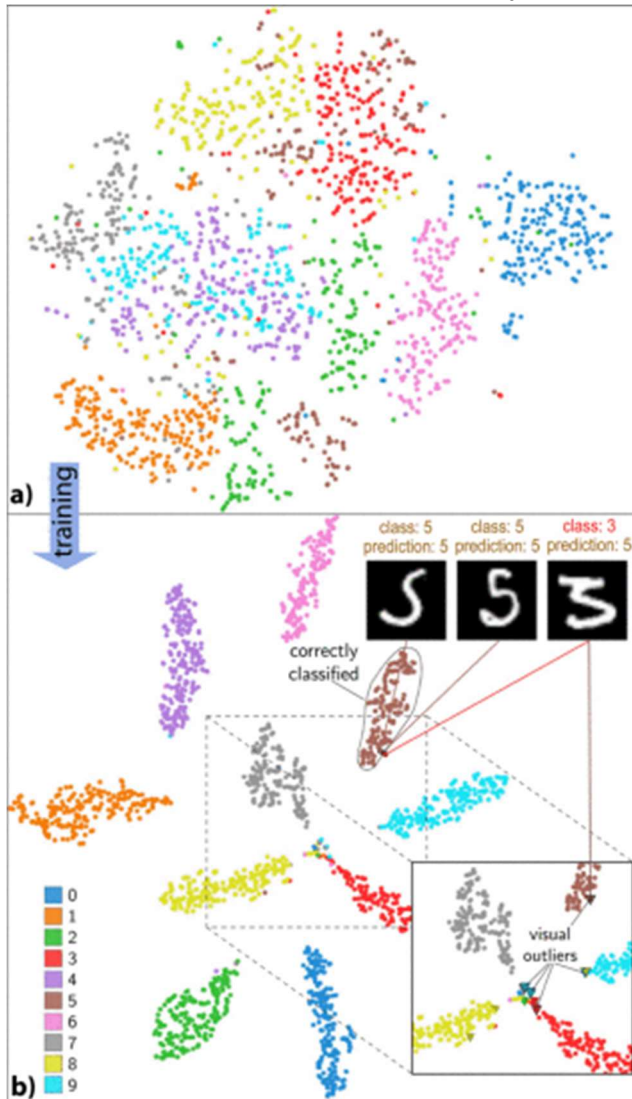 a)
training
class: 5 class: 5 class: 3
prediction: 5 prediction: 5 prediction: 5
correctly
classified
0
1
2
3
4
5
6
7
8
9
visual
outliers
b)